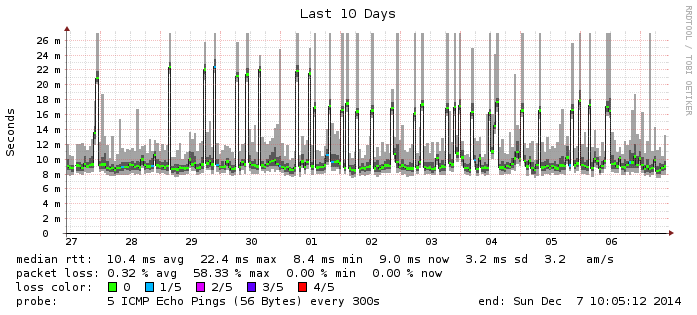 Last 10 Days
RRDTOOL / TOBI OETIKER
Seconds
26 m
24 m
22 m
20 m
18 m
16 m
14 m
12 m
10 m
8 m
6 m
4 m
2 m
0
27 28 29 30 01 02 03 04 05 06
median rtt: 10.4 ms avg 22.4 ms max 8.4 ms min 9.0 ms now 3.2 ms sd 3.2 am/s
packet loss: 0.32 % avg 58.33 % max 0.00 % min 0.00 % now
loss color: 0 1/5 2/5 3/5 4/5
probe: 5 ICMP Echo Pings (56 Bytes) every 300s end: Sun Dec 7 10:05:12 2014